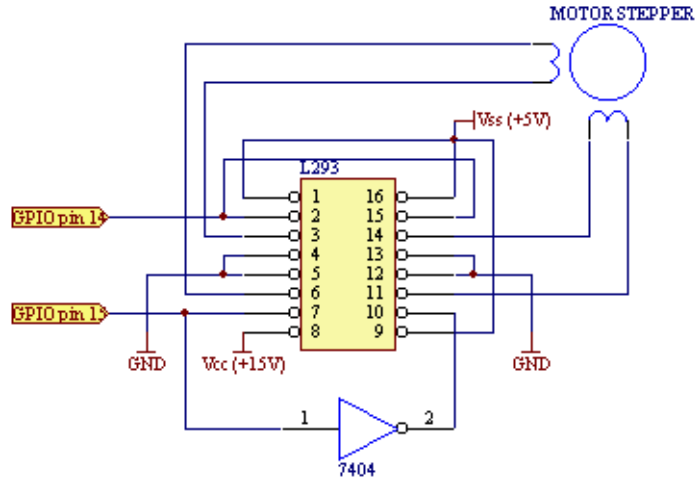 MOTOR STEPPER
Vss (+5V)
L293
1 16
GPIO pin 14 2 15
3 14
4 13
5 12
6 11
GPIO pin 15 7 10
8 9
GND Vcc (+15V) GND
1 2
7404